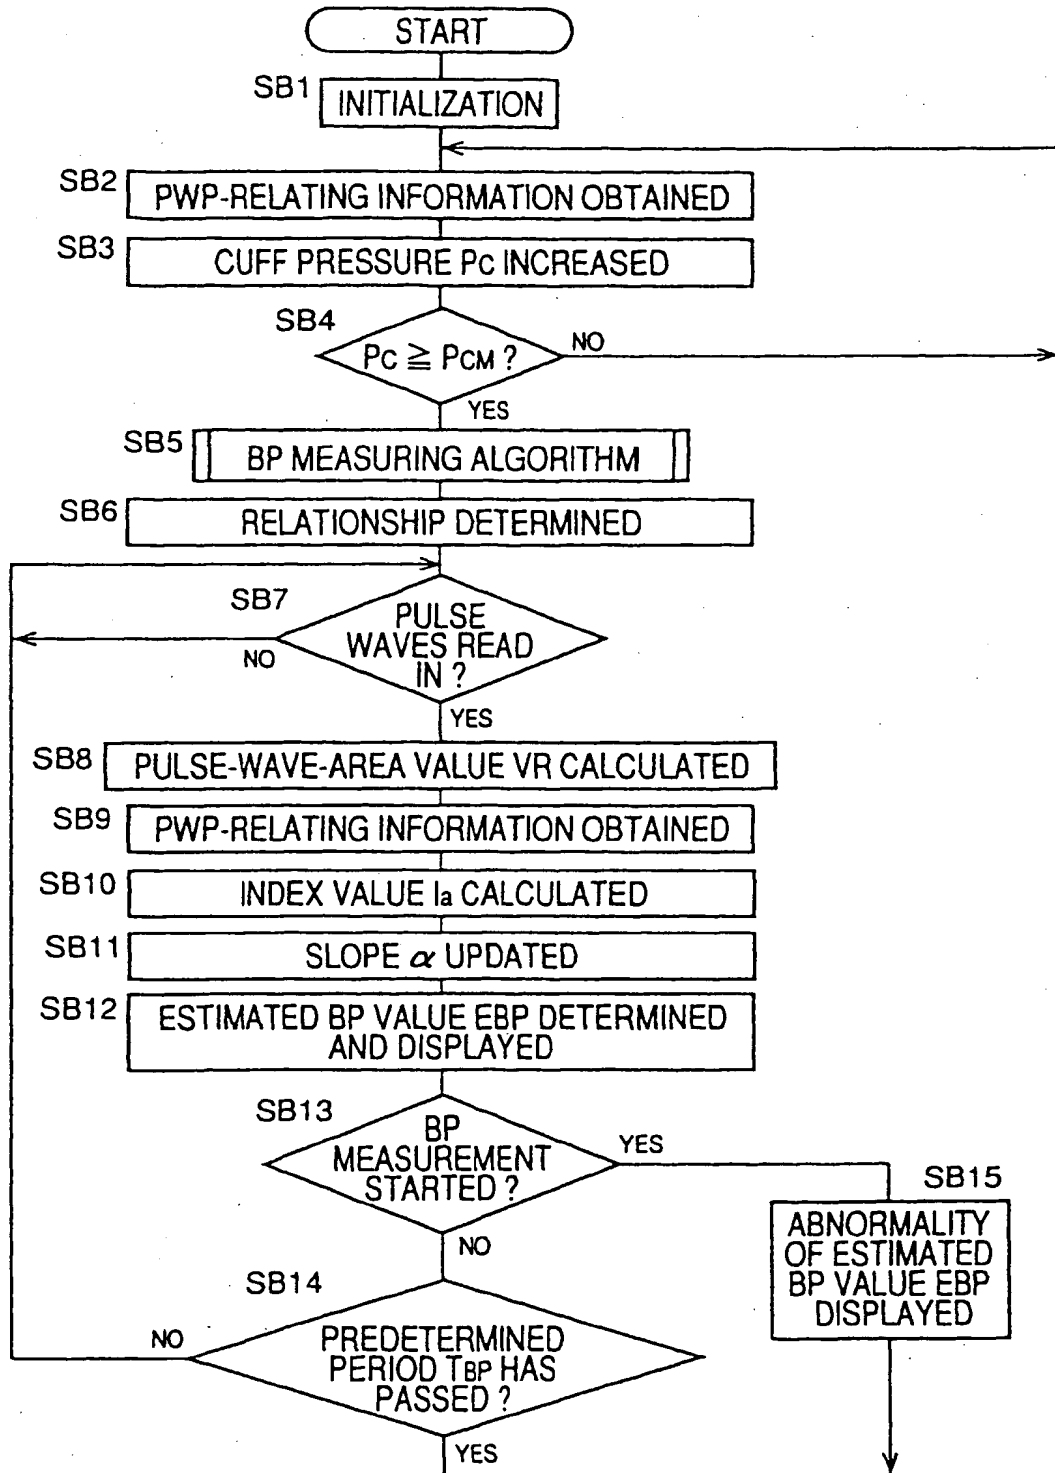 START
SB1
INITIALIZATION
SB2
PWP-RELATING INFORMATION OBTAINED
SB3
CUFF PRESSURE PC INCREASED
SB4
PC ≧ PCM ?
NO
YES
SB5
BP MEASURING ALGORITHM
SB6
RELATIONSHIP DETERMINED
SB7
PULSE
WAVES READ
IN ?
NO
YES
SB8
PULSE-WAVE-AREA VALUE VR CALCULATED
SB9
PWP-RELATING INFORMATION OBTAINED
SB10
INDEX VALUE Ia CALCULATED
SB11
SLOPE α UPDATED
SB12
ESTIMATED BP VALUE EBP DETERMINED
AND DISPLAYED
SB13
BP
MEASUREMENT
STARTED ?
YES
NO
SB15
ABNORMALITY
OF ESTIMATED
BP VALUE EBP
DISPLAYED
SB14
PREDETERMINED
PERIOD TBP HAS
PASSED ?
NO
YES